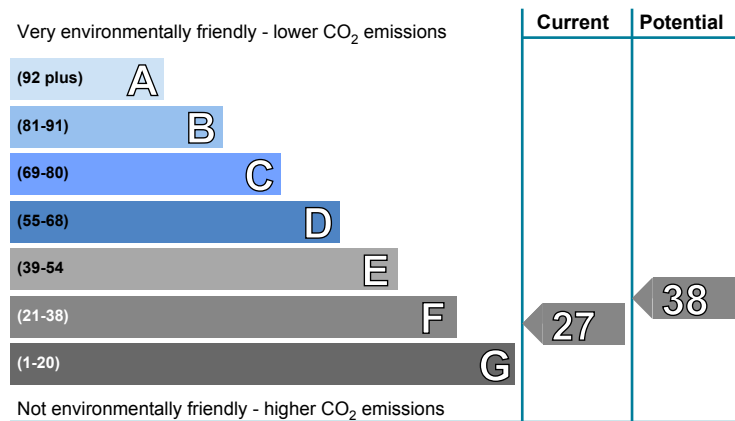 Very environmentally friendly - lower CO2 emissions
Current
Potential
(92 plus) A
(81-91) B
(69-80) C
(55-68) D
(39-54 E
(21-38) F
(1-20) G
27
38
Not environmentally friendly - higher CO2 emissions